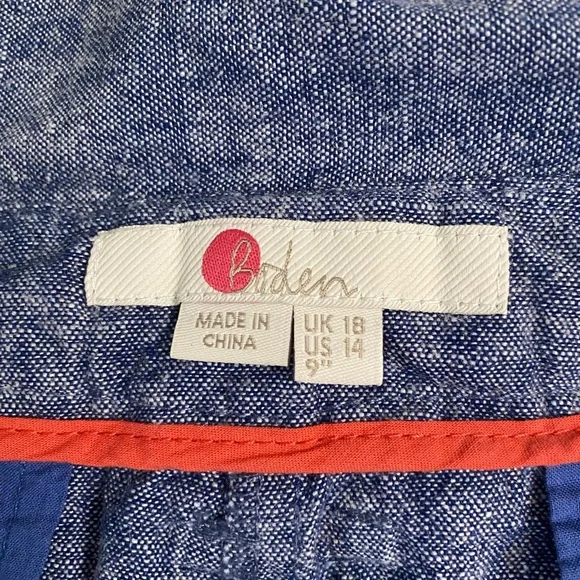 Boden
MADE IN
CHINA
UK 18
US 14
9"